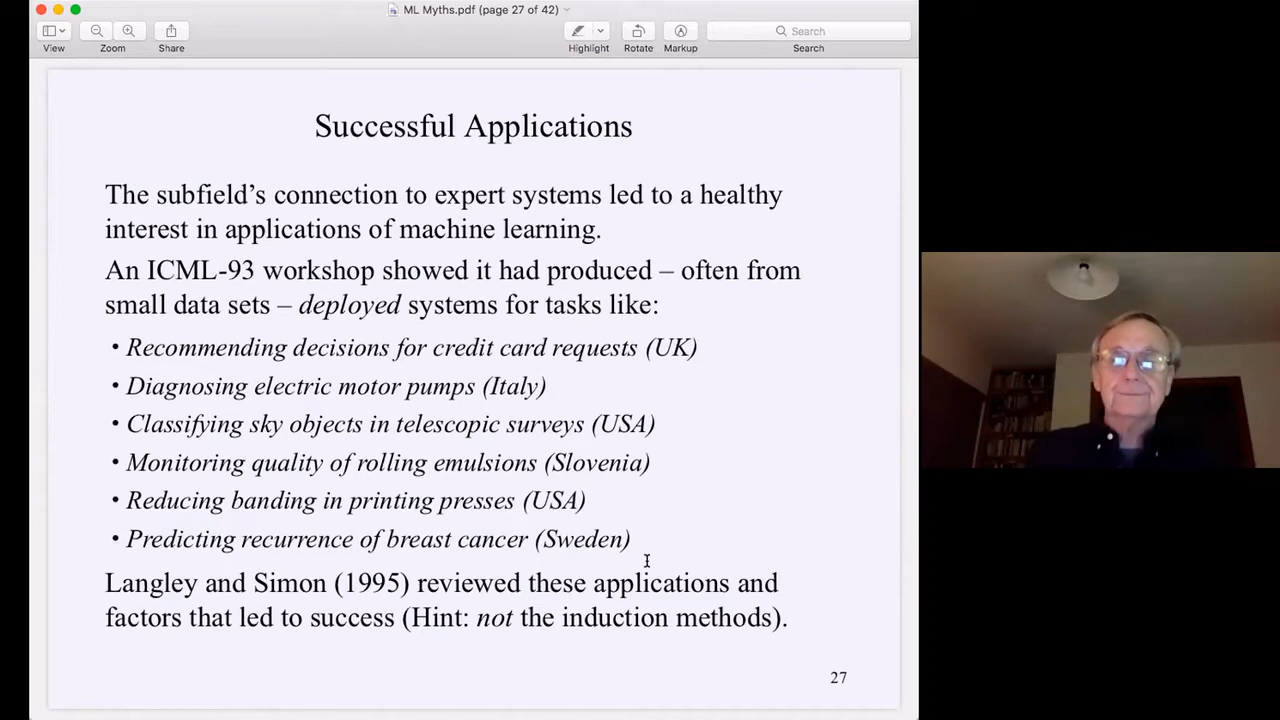 ML Myths.pdf (page 27 of 42)
View
Zoom
Share
Highlight
Rotate
Markup
Search
Search
Successful Applications
The subfield's connection to expert systems led to a healthy
interest in applications of machine learning.
An ICML-93 workshop showed it had produced – often from
small data sets – deployed systems for tasks like:
• Recommending decisions for credit card requests (UK)
• Diagnosing electric motor pumps (Italy)
• Classifying sky objects in telescopic surveys (USA)
• Monitoring quality of rolling emulsions (Slovenia)
• Reducing banding in printing presses (USA)
• Predicting recurrence of breast cancer (Sweden)
Langley and Simon (1995) reviewed these applications and
factors that led to success (Hint: not the induction methods).
27